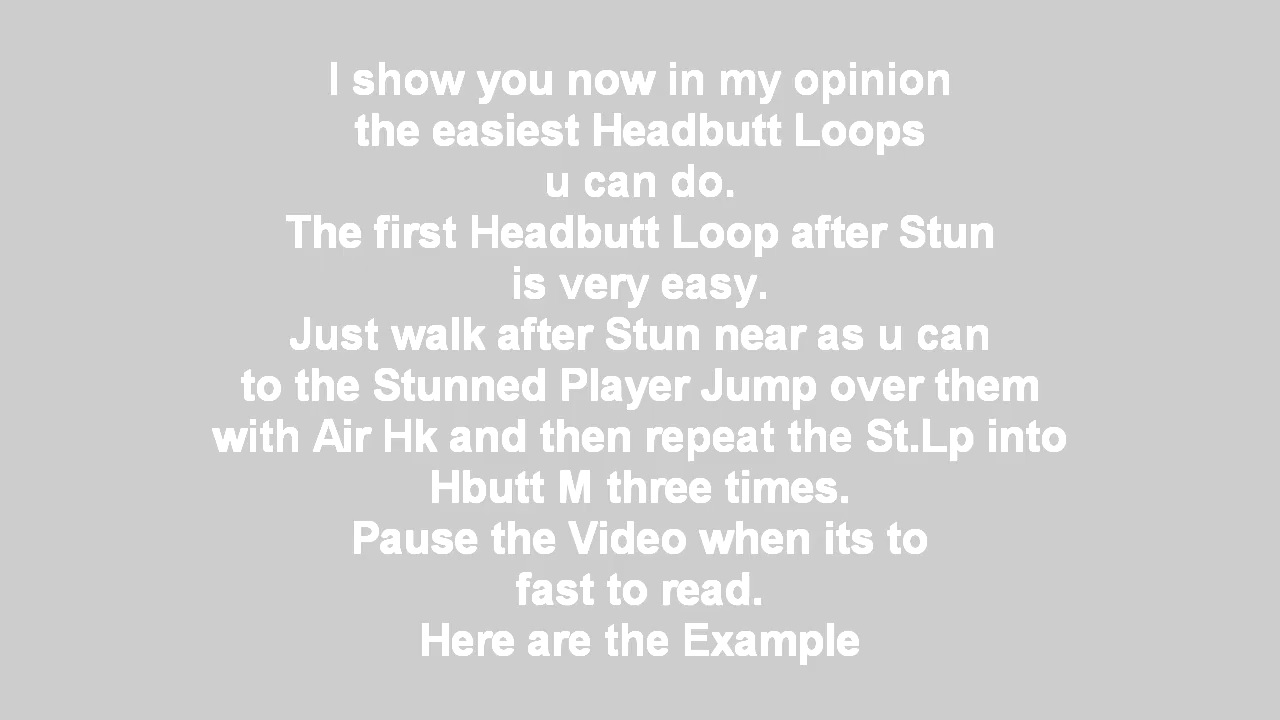 I show you now in my opinion
the easiest Headbutt Loops
u can do.
The first Headbutt Loop after Stun
is very easy.
Just walk after Stun near as u can
to the Stunned Player Jump over them
with Air Hk and then repeat the St.Lp into
Hbutt M three times.
Pause the Video when its to
fast to read.
Here are the Example